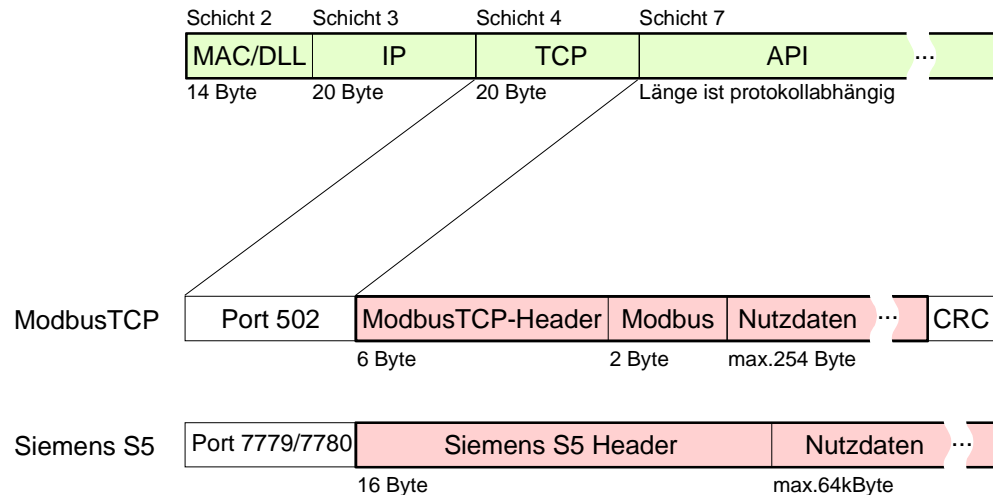 Schicht 2 Schicht 3 Schicht 4 Schicht 7
MAC/DLL IP TCP API ...
14 Byte 20 Byte 20 Byte Länge ist protokollabhängig
ModbusTCP Port 502 ModbusTCP-Header Modbus Nutzdaten ... CRC
6 Byte 2 Byte max.254 Byte
Siemens S5 Port 7779/7780 Siemens S5 Header Nutzdaten ...
16 Byte max.64kByte